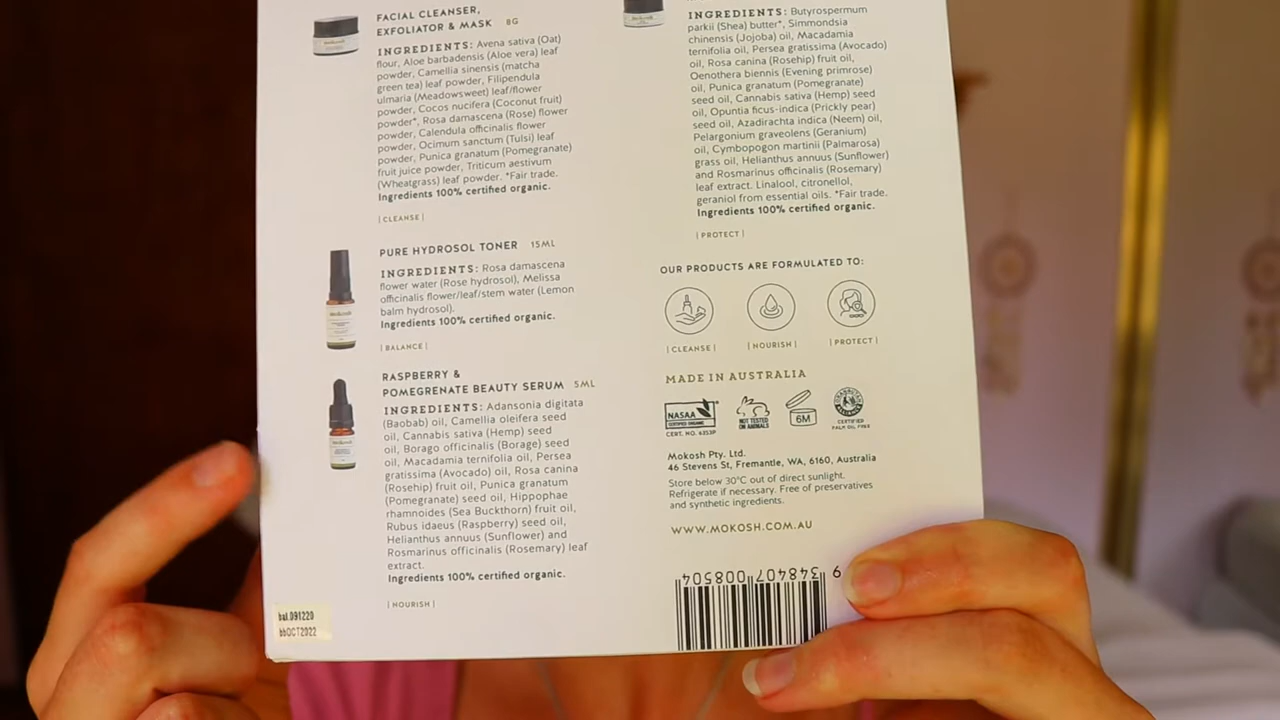 FACIAL CLEANSER,
EXFOLIATOR & MASK 8G
INGREDIENTS: Avena sativa (Oat)
flour, Aloe barbadensis (Aloe vera) leaf
powder, Camellia sinensis (matcha
green tea) leaf powder, Filipendula
ulmaria (Meadowsweet) leaf/flower
powder, Cocos nucifera (Coconut fruit)
powder*, Rosa damascena (Rose) flower
powder, Calendula officinalis flower
powder, Ocimum sanctum (Tulsi) leaf
powder, Punica granatum (Pomegranate)
fruit juice powder, Triticum aestivum
(Wheatgrass) leaf powder. *Fair trade.
Ingredients 100% certified organic.
| CLEANSE |
PURE HYDROSOL TONER 15ML
INGREDIENTS: Rosa damascena
flower water (Rose hydrosol), Melissa
officinalis flower/leaf/stem water (Lemon
balm hydrosol).
Ingredients 100% certified organic.
| BALANCE |
RASPBERRY &
POMEGRENATE BEAUTY SERUM 5ML
INGREDIENTS: Adansonia digitata
(Baobab) oil, Camellia oleifera seed
oil, Cannabis sativa (Hemp) seed
oil, Borago officinalis (Borage) seed
oil, Macadamia ternifolia oil, Persea
gratissima (Avocado) oil, Rosa canina
(Rosehip) fruit oil, Punica granatum
(Pomegranate) seed oil, Hippophae
rhamnoides (Sea Buckthorn) fruit oil,
Rubus idaeus (Raspberry) seed oil,
Helianthus annuus (Sunflower) and
Rosmarinus officinalis (Rosemary) leaf
extract.
Ingredients 100% certified organic.
| NOURISH |
bal.091220
bbOCT2022
INGREDIENTS: Butyrospermum
parkii (Shea) butter*, Simmondsia
chinensis (Jojoba) oil, Macadamia
ternifolia oil, Persea gratissima (Avocado)
oil, Rosa canina (Rosehip) fruit oil,
Oenothera biennis (Evening primrose)
oil, Punica granatum (Pomegranate)
seed oil, Cannabis sativa (Hemp) seed
oil, Opuntia ficus-indica (Prickly pear)
seed oil, Azadirachta indica (Neem) oil,
Pelargonium graveolens (Geranium)
oil, Cymbopogon martinii (Palmarosa)
grass oil, Helianthus annuus (Sunflower)
and Rosmarinus officinalis (Rosemary)
leaf extract. Linalool, citronellol,
geraniol from essential oils. *Fair trade.
Ingredients 100% certified organic.
| PROTECT |
OUR PRODUCTS ARE FORMULATED TO:
| CLEANSE | | NOURISH | | PROTECT |
MADE IN AUSTRALIA
NASAA
CERTIFIED ORGANIC
CERT. NO. 6353P
NOT TESTED
ON ANIMALS
6M
CERTIFIED
PALM OIL FREE
Mokosh Pty. Ltd.
46 Stevens St, Fremantle, WA, 6160, Australia
Store below 30°C out of direct sunlight.
Refrigerate if necessary. Free of preservatives
and synthetic ingredients.
WWW.MOKOSH.COM.AU
9 348407 008504